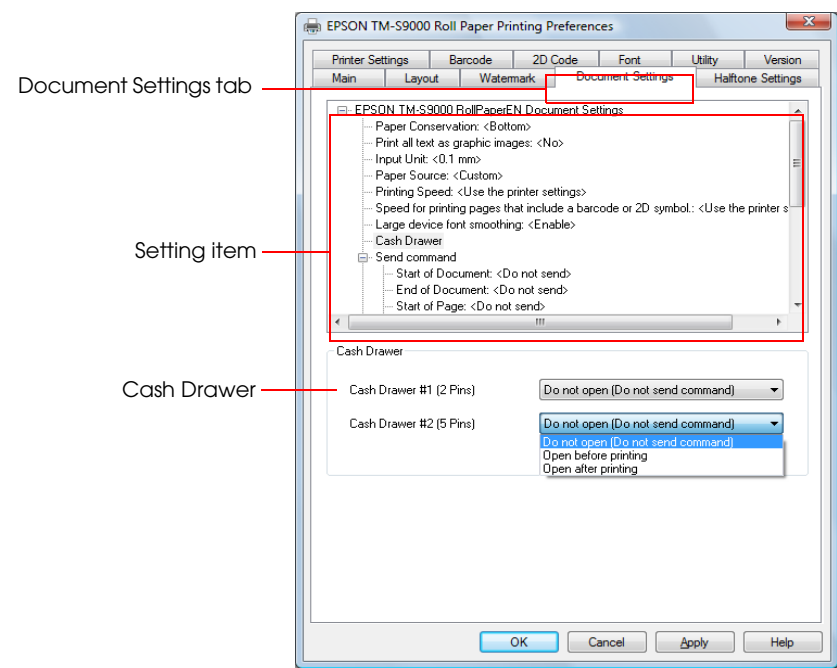 EPSON TM-S9000 Roll Paper Printing Preferences
Printer Settings Barcode 2D Code Font Utility Version
Main Layout Watermark Document Settings Halftone Settings
Document Settings tab
EPSON TM-S9000 RollPaperEN Document Settings
Paper Conservation: <Bottom>
Print all text as graphic images: <No>
Input Unit: <0.1 mm>
Paper Source: <Custom>
Printing Speed: <Use the printer settings>
Speed for printing pages that include a barcode or 2D symbol.: <Use the printer s
Large device font smoothing: <Enable>
Cash Drawer
Setting item
Send command
Start of Document: <Do not send>
End of Document: <Do not send>
Start of Page: <Do not send>
Cash Drawer
Cash Drawer
Cash Drawer #1 (2 Pins) Do not open (Do not send command)
Cash Drawer #2 (5 Pins) Do not open (Do not send command)
Do not open (Do not send command)
Open before printing
Open after printing
OK Cancel Apply Help